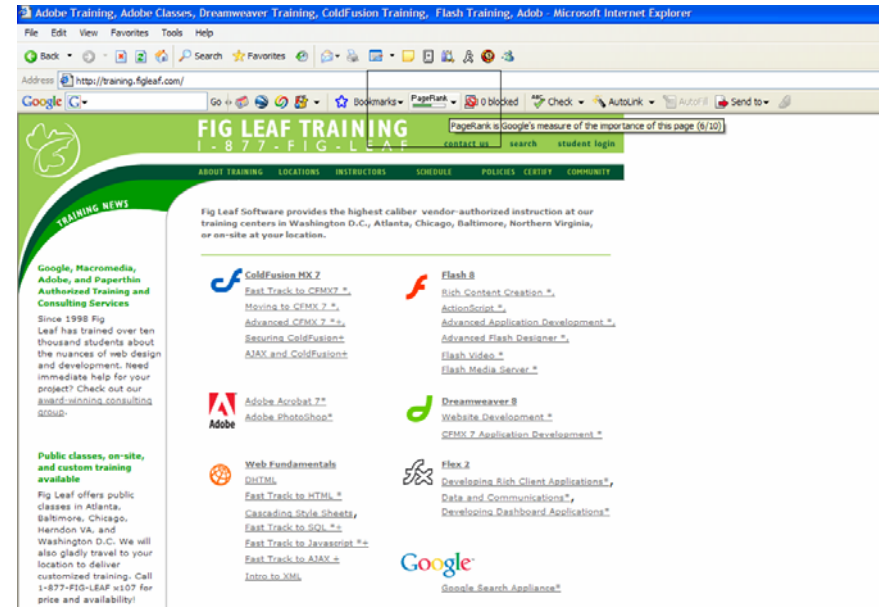 Adobe Training, Adobe Classes, Dreamweaver Training, ColdFusion Training, Flash Training, Adob - Microsoft Internet Explorer
File Edit View Favorites Tools Help
Back Search Favorites
Address http://training.figleaf.com/
Google G Go Bookmarks PageRank 0 blocked ABC Check AutoLink AutoFill Send to
PageRank is Google's measure of the importance of this page (6/10)
FIG LEAF TRAINING
1-877-FIG-LEAF
contact us search student login
ABOUT TRAINING LOCATIONS INSTRUCTORS SCHEDULE POLICIES CERTIFY COMMUNITY
TRAINING NEWS
Fig Leaf Software provides the highest caliber vendor-authorized instruction at our
training centers in Washington D.C., Atlanta, Chicago, Baltimore, Northern Virginia,
or on-site at your location.
Google, Macromedia,
Adobe, and Paperthin
Authorized Training and
Consulting Services
Since 1998 Fig
Leaf has trained over ten
thousand students about
the nuances of web design
and development. Need
immediate help for your
project? Check out our
award-winning consulting
group.
Public classes, on-site,
and custom training
available
Fig Leaf offers public
classes in Atlanta,
Baltimore, Chicago,
Herndon VA, and
Washington D.C. We will
also gladly travel to your
location to deliver
customized training. Call
1-877-FIG-LEAF x107 for
price and availability!
ColdFusion MX 7
Fast Track to CFMX7 *,
Moving to CFMX 7 *,
Advanced CFMX 7 *+,
Securing ColdFusion+
AJAX and ColdFusion+
Flash 8
Rich Content Creation *,
ActionScript *,
Advanced Application Development *,
Advanced Flash Designer *,
Flash Video *
Flash Media Server *
Adobe
Adobe Acrobat 7*
Adobe PhotoShop*
Dreamweaver 8
Website Development *
CFMX 7 Application Development *
Web Fundamentals
DHTML
Fast Track to HTML *
Cascading Style Sheets,
Fast Track to SQL *+
Fast Track to Javascript *+
Fast Track to AJAX +
Intro to XML
Flex 2
Developing Rich Client Applications*,
Data and Communications*,
Developing Dashboard Applications*
Google
Google Search Appliance*